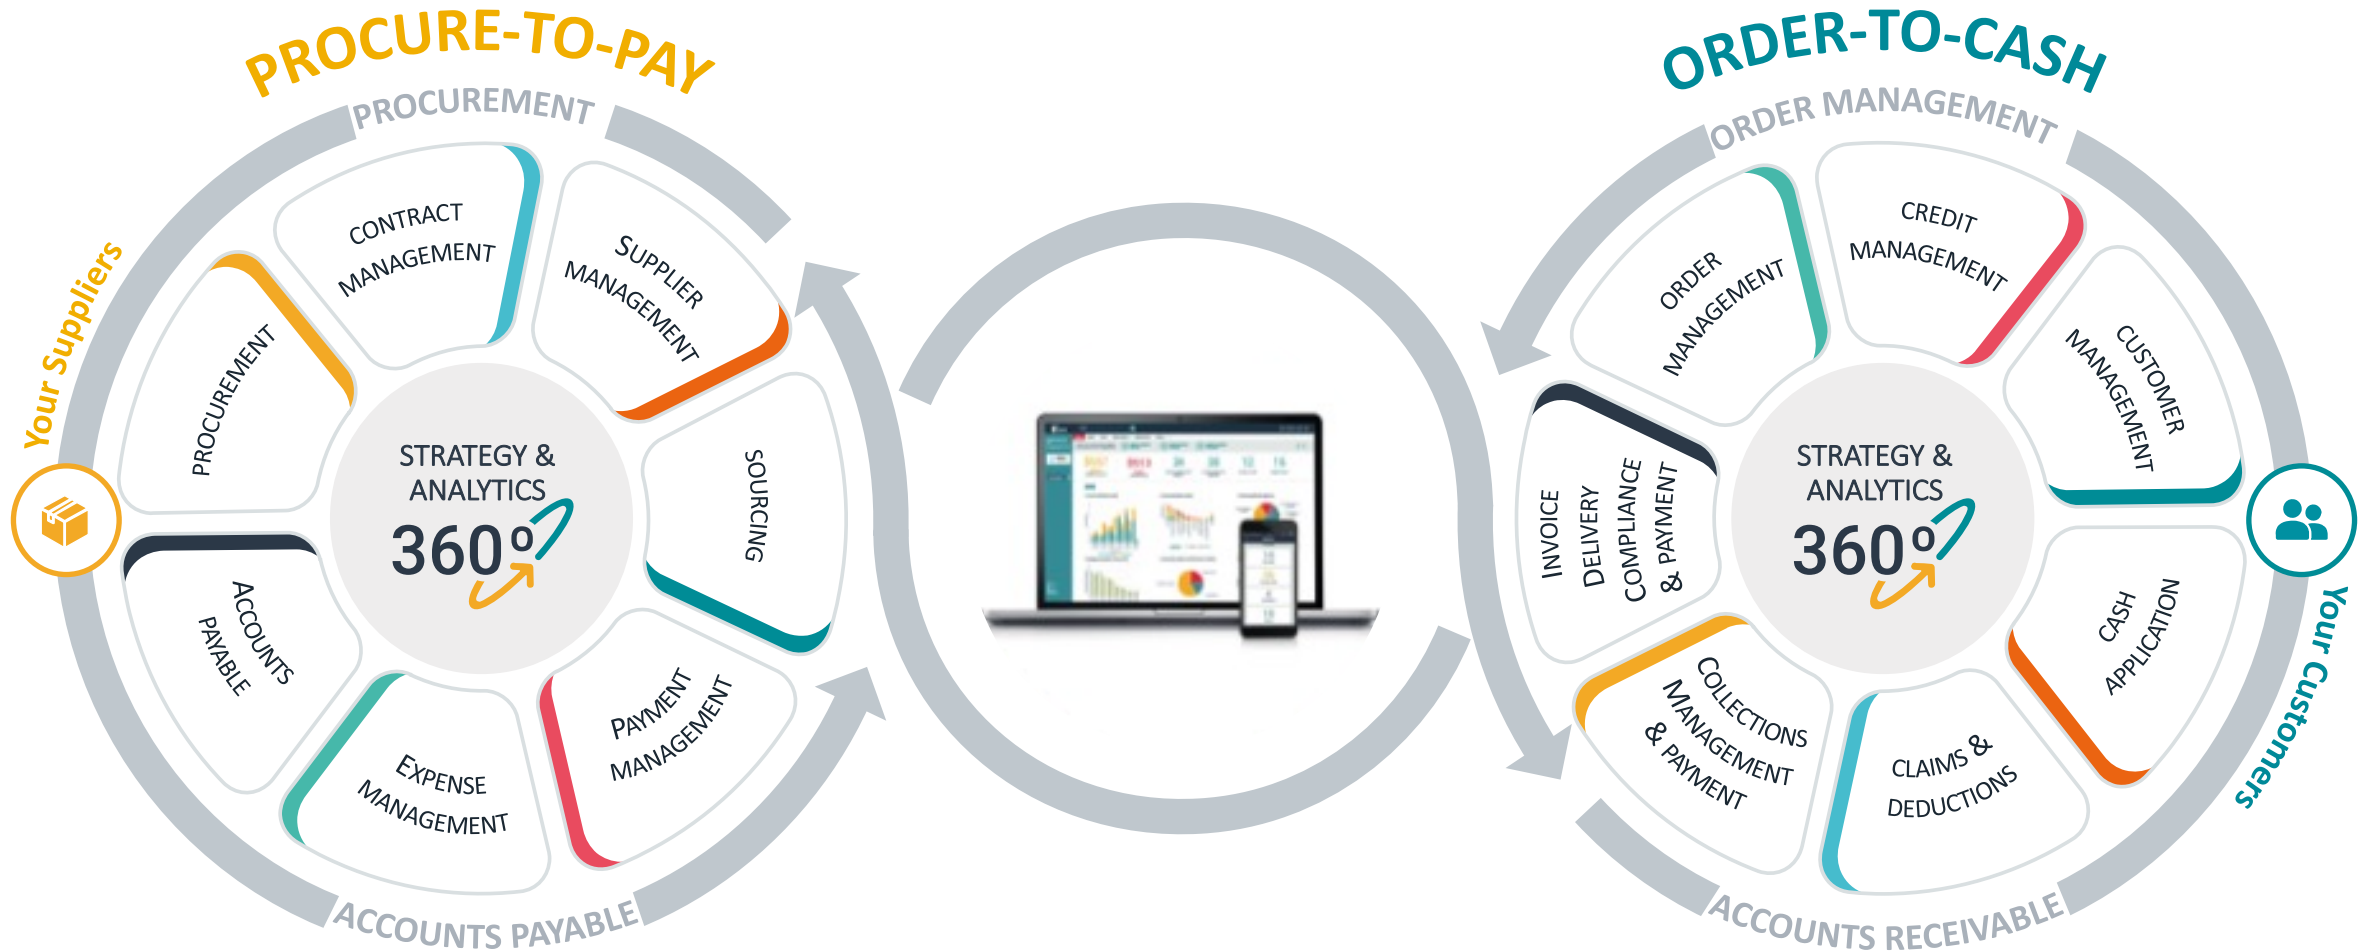 PROCURE-TO-PAY
PROCUREMENT
Your Suppliers
CONTRACT
MANAGEMENT
SUPPLIER
MANAGEMENT
PROCUREMENT
SOURCING
STRATEGY &
ANALYTICS
360º
ACCOUNTS
PAYABLE
EXPENSE
MANAGEMENT
PAYMENT
MANAGEMENT
ACCOUNTS PAYABLE
ORDER-TO-CASH
ORDER MANAGEMENT
ORDER
MANAGEMENT
CREDIT
MANAGEMENT
CUSTOMER
MANAGEMENT
INVOICE
DELIVERY
COMPLIANCE
& PAYMENT
STRATEGY &
ANALYTICS
360º
CASH
APPLICATION
COLLECTIONS
MANAGEMENT
& PAYMENT
CLAIMS &
DEDUCTIONS
Your Customers
ACCOUNTS RECEIVABLE